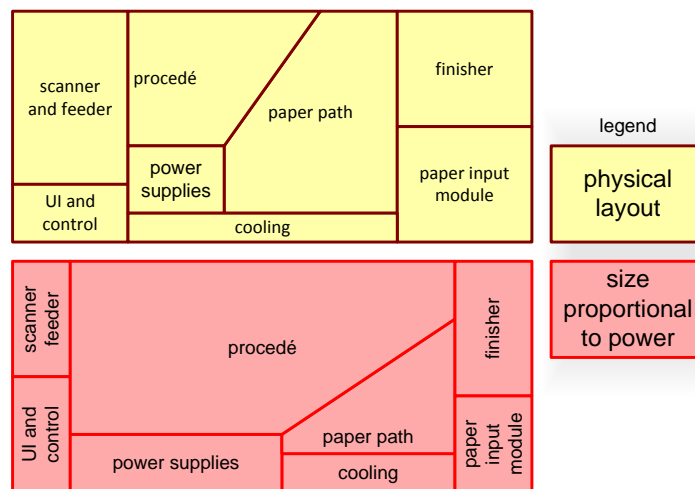 scanner
and feeder
procedé
paper path
finisher
power
supplies
UI and
control
cooling
paper input
module
legend
physical
layout
scanner
feeder
procedé
finisher
UI and
control
power supplies
paper path
cooling
paper
input
module
size
proportional
to power